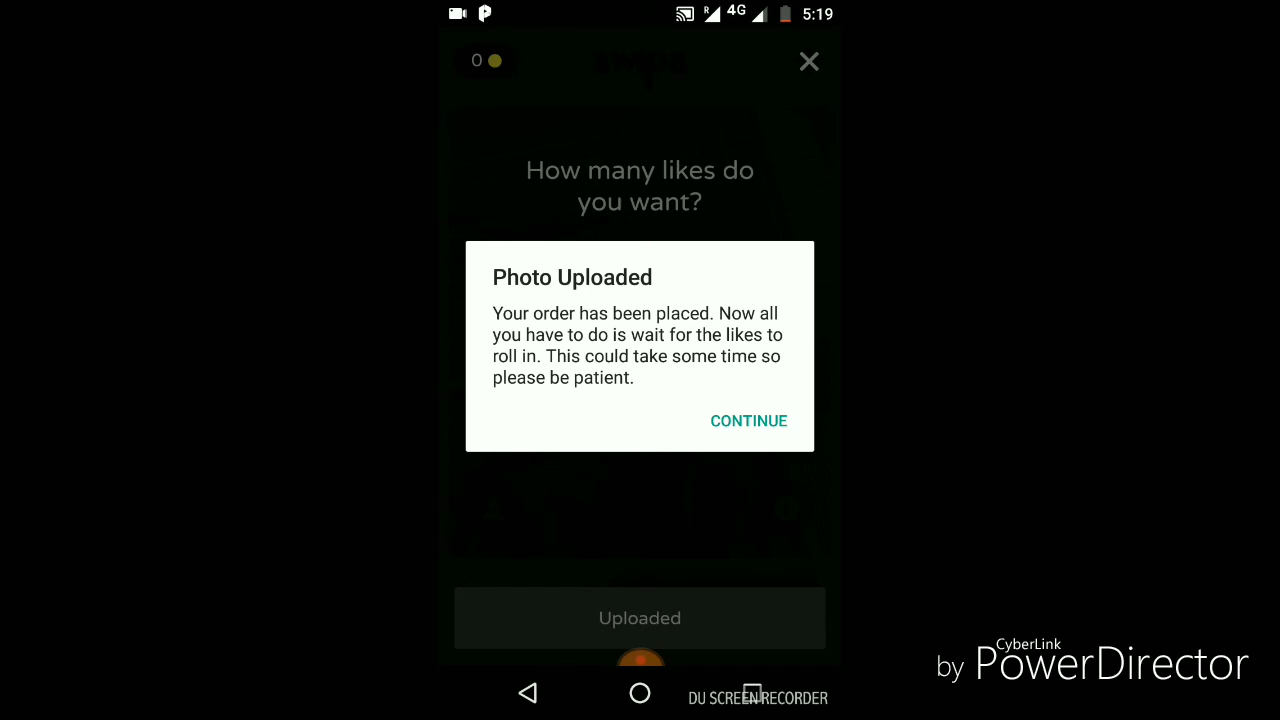 R 4G 5:19
0
How many likes do
you want?
Photo Uploaded
Your order has been placed. Now all
you have to do is wait for the likes to
roll in. This could take some time so
please be patient.
CONTINUE
Uploaded
CyberLink
by PowerDirector
DU SCREEN RECORDER